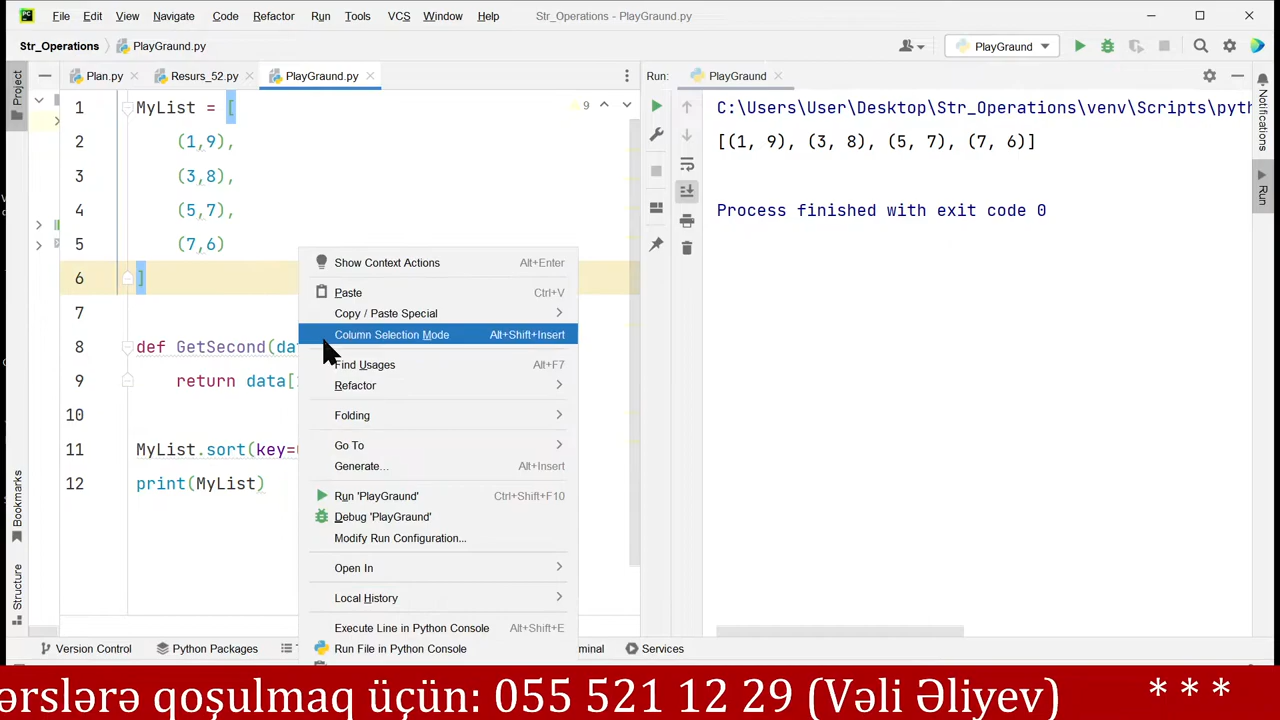 File Edit View Navigate Code Refactor Run Tools VCS Window Help Str_Operations - PlayGraund.py
Str_Operations PlayGraund.py PlayGraund
Project
Plan.py Resurs_52.py PlayGraund.py
Run: PlayGraund
Notifications
Run
9
1 MyList = [
2 (1,9),
3 (3,8),
4 (5,7),
5 (7,6)
6 ]
7
8 def GetSecond(da
9 return data[
10
11 MyList.sort(key=
12 print(MyList)
Show Context Actions Alt+Enter
Paste Ctrl+V
Copy / Paste Special
Column Selection Mode Alt+Shift+Insert
Find Usages Alt+F7
Refactor
Folding
Go To
Generate... Alt+Insert
Run 'PlayGraund' Ctrl+Shift+F10
Debug 'PlayGraund'
Modify Run Configuration...
Open In
Local History
Execute Line in Python Console Alt+Shift+E
Run File in Python Console
C:\Users\User\Desktop\Str_Operations\venv\Scripts\pyth
[(1, 9), (3, 8), (5, 7), (7, 6)]
Process finished with exit code 0
Bookmarks
Structure
Version Control Python Packages minal Services
ərslərə qoşulmaq üçün: 055 521 12 29 (Vəli Əliyev) * * *